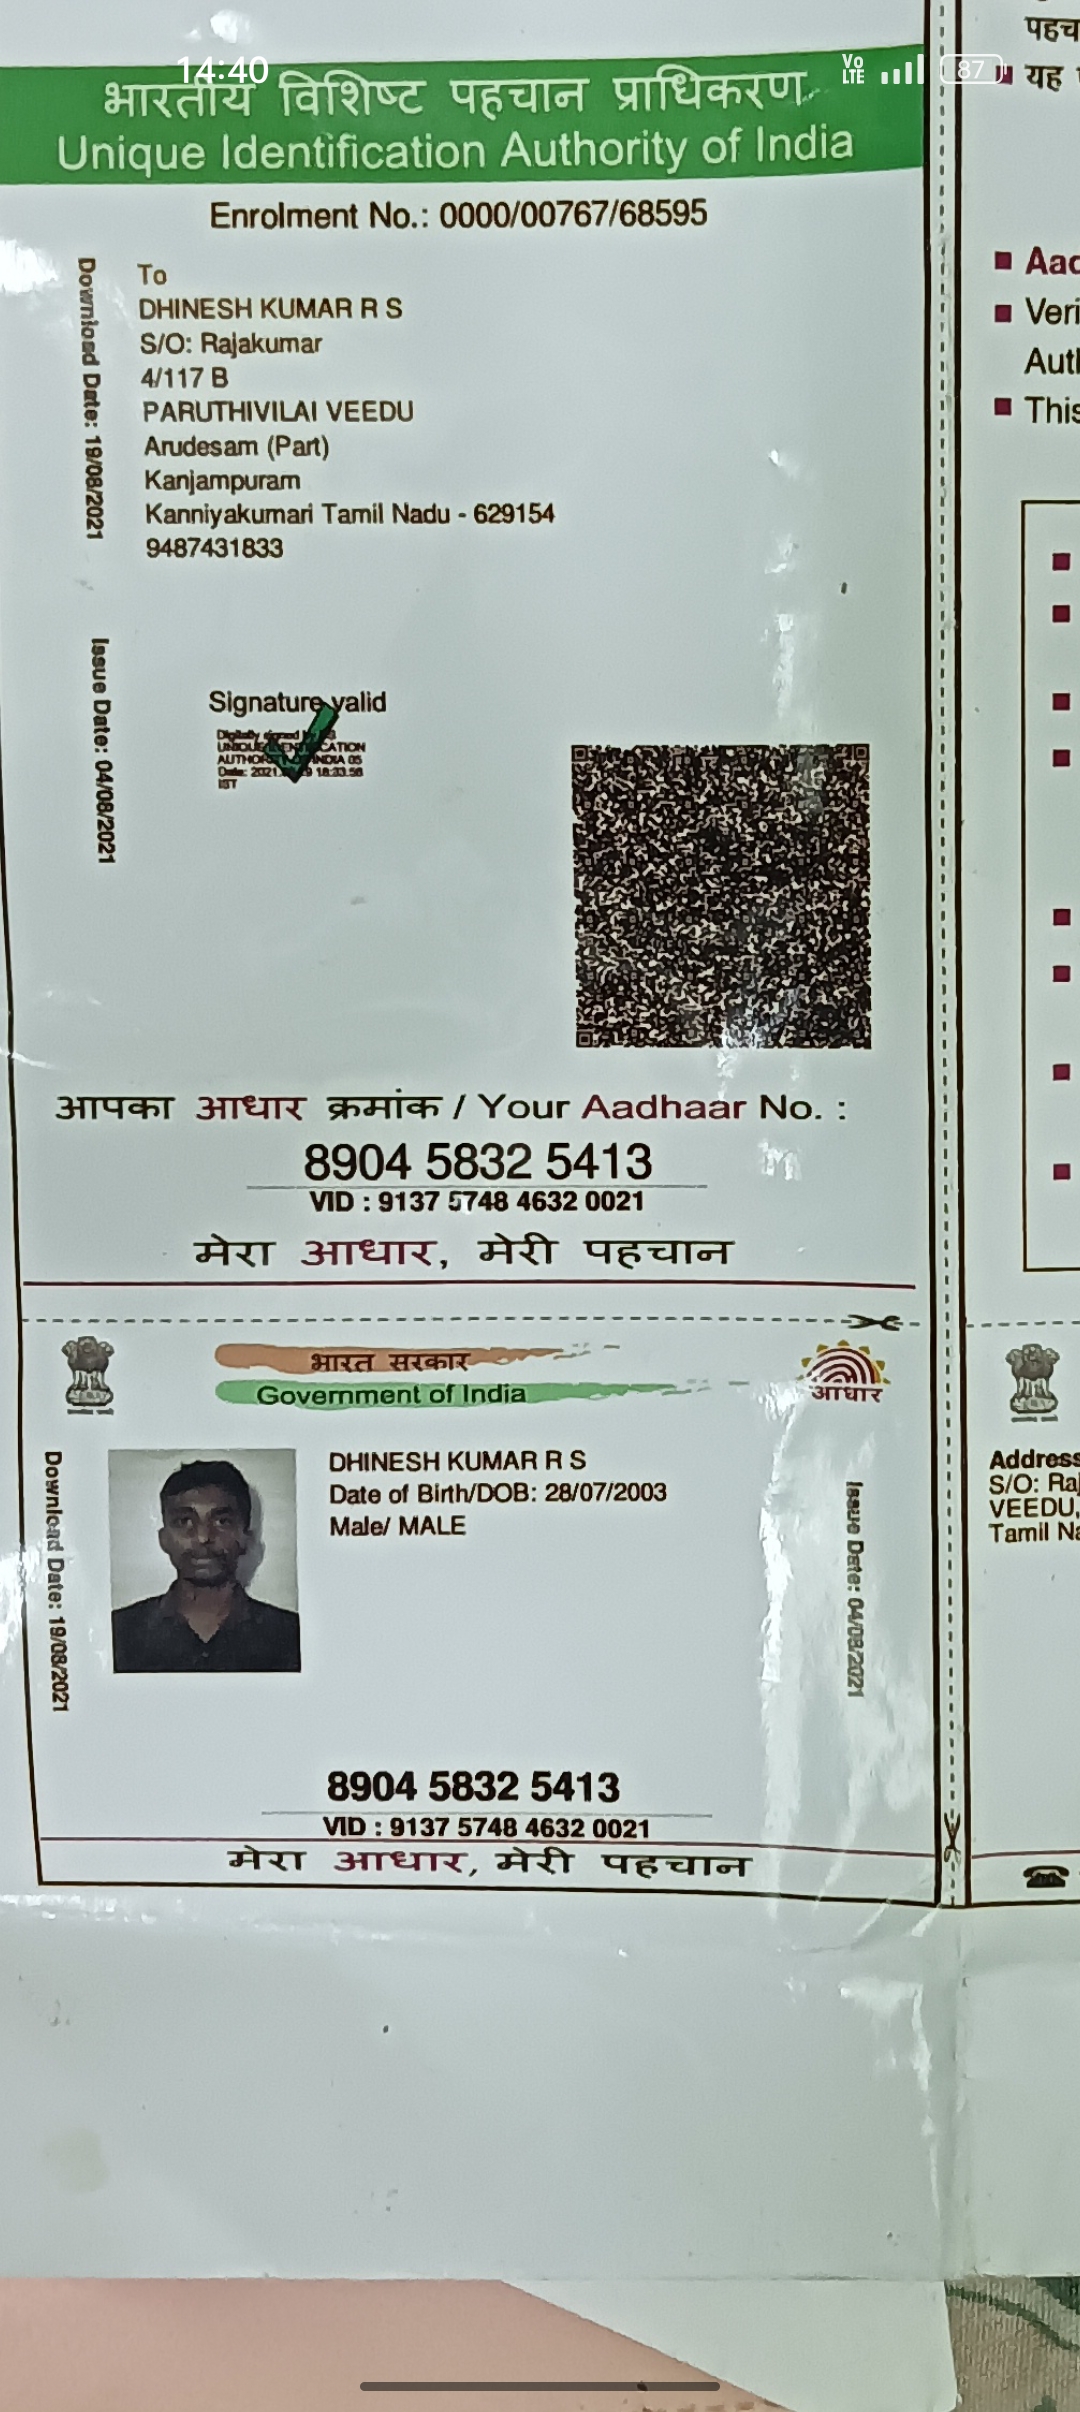 14:40
Vo
LTE
87
भारतीय विशिष्ट पहचान प्राधिकरण
Unique Identification Authority of India
Enrolment No.: 0000/00767/68595
Download Date: 19/08/2021
To
DHINESH KUMAR R S
S/O: Rajakumar
4/117 B
PARUTHIVILAI VEEDU
Arudesam (Part)
Kanjampuram
Kanniyakumari Tamil Nadu - 629154
9487431833
Issue Date: 04/08/2021
Signature valid
Digitally signed by
UNIQUE IDENTIFICATION
AUTHORITY INDIA 05
Date: 2021 18:33:56
IST
आपका आधार क्रमांक / Your Aadhaar No. :
8904 5832 5413
VID : 9137 5748 4632 0021
मेरा आधार, मेरी पहचान
भारत सरकार
Government of India
आधार
Download Date: 19/08/2021
DHINESH KUMAR R S
Date of Birth/DOB: 28/07/2003
Male/ MALE
Issue Date: 04/08/2021
8904 5832 5413
VID : 9137 5748 4632 0021
मेरा आधार, मेरी पहचान
पहच
यह
Aad
Veri
Auth
This
Address
S/O: Raj
VEEDU,
Tamil Na